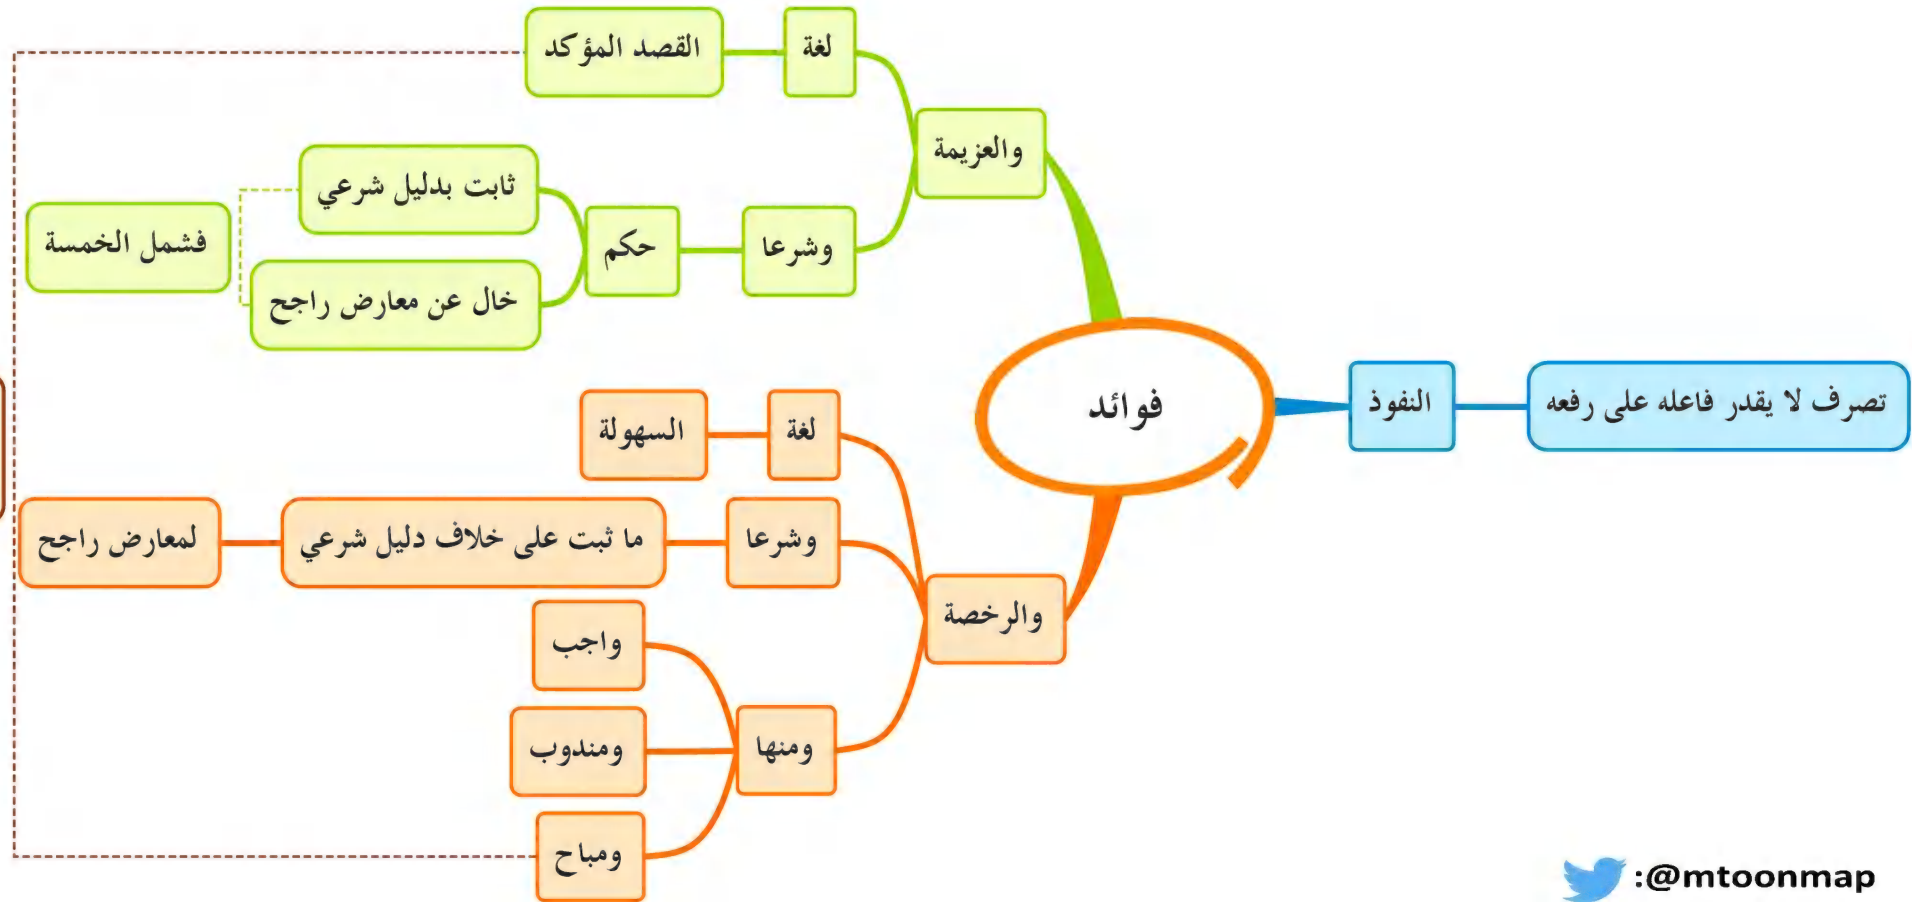 فوائد
النفوذ
تصرف لا يقدر فاعله على رفعه
والعزيمة
لغة
القصد المؤكد
وشرعا
حكم
ثابت بدليل شرعي
خال عن معارض راجح
فشمل الخمسة
والرخصة
لغة
السهولة
وشرعا
ما ثبت على خلاف دليل شرعي
لمعارض راجح
ومنها
واجب
ومندوب
ومباح
:@mtoonmap